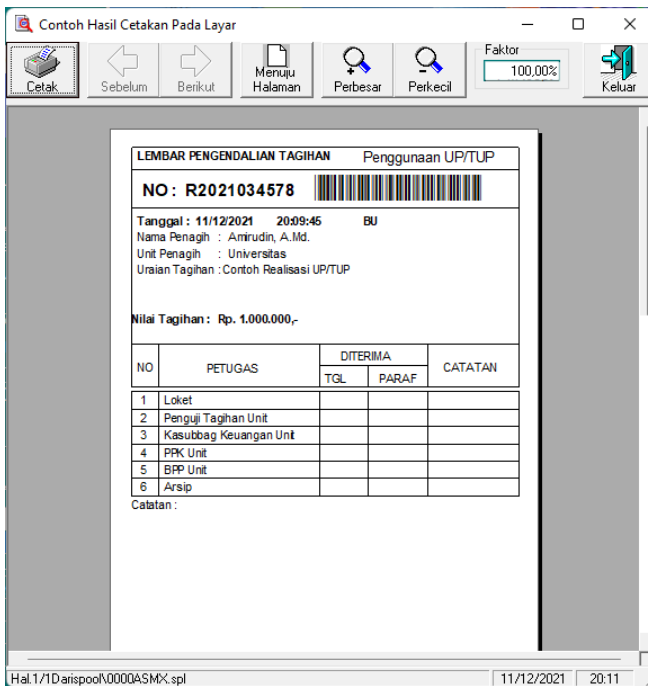 Contoh Hasil Cetakan Pada Layar
Cetak
Sebelum
Berikut
Menuju
Halaman
Perbesar
Perkecil
Faktor
100,00%
Keluar
LEMBAR PENGENDALIAN TAGIHAN Penggunaan UP/TUP
NO : R2021034578
Tanggal : 11/12/2021 20:09:45 BU
Nama Penagih : Amirudin, A.Md.
Unit Penagih : Universitas
Uraian Tagihan : Contoh Realisasi UP/TUP
Nilai Tagihan : Rp. 1.000.000,-
NO PETUGAS DITERIMA CATATAN
TGL PARAF
1 Loket
2 Penguji Tagihan Unit
3 Kasubbag Keuangan Unit
4 PPK Unit
5 BPP Unit
6 Arsip
Catatan :
Hal.1/1Darispool\0000ASMX.spl 11/12/2021 20:11